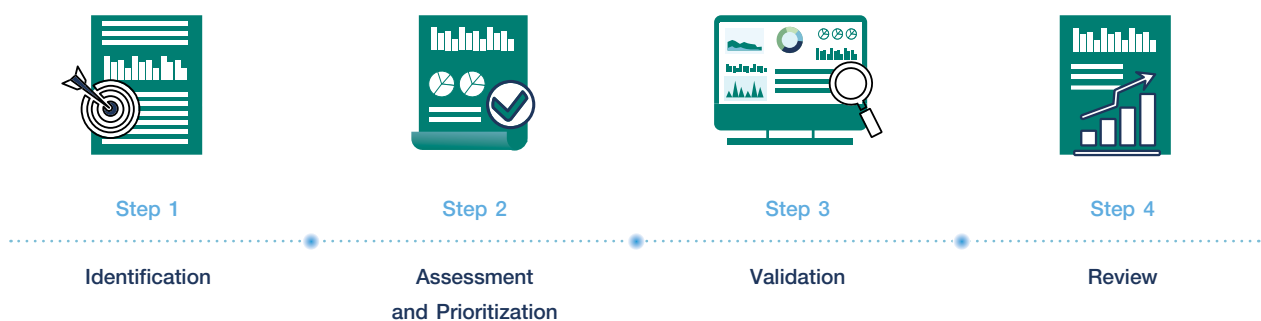 Step 1
Step 2
Step 3
Step 4
Identification
Assessment
and Prioritization
Validation
Review